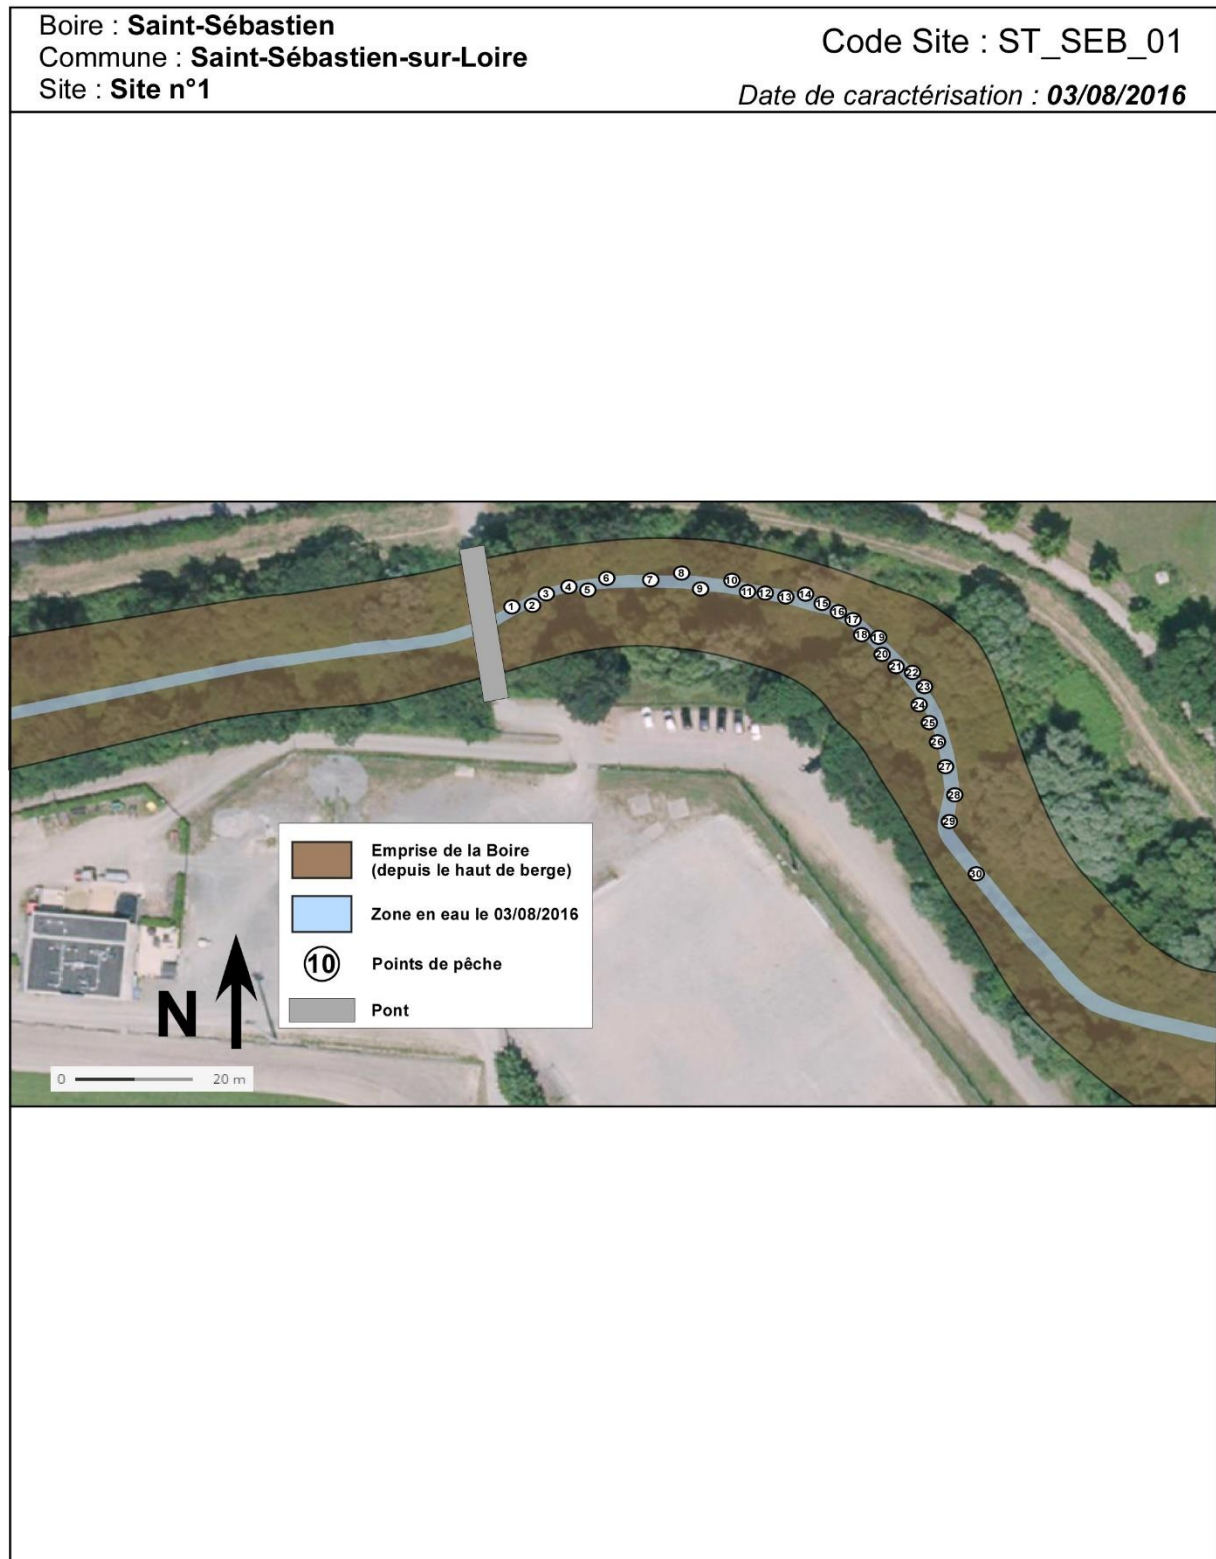 Boire : Saint-Sébastien
Commune : Saint-Sébastien-sur-Loire
Site : Site n°1
Code Site : ST_SEB_01
Date de caractérisation : 03/08/2016
1
2
3
4
5
6
7
8
9
10
11
12
13
14
15
16
17
18
19
20
21
22
23
24
25
26
27
28
29
30
Emprise de la Boire
(depuis le haut de berge)
Zone en eau le 03/08/2016
10 Points de pêche
Pont
N
0 20 m